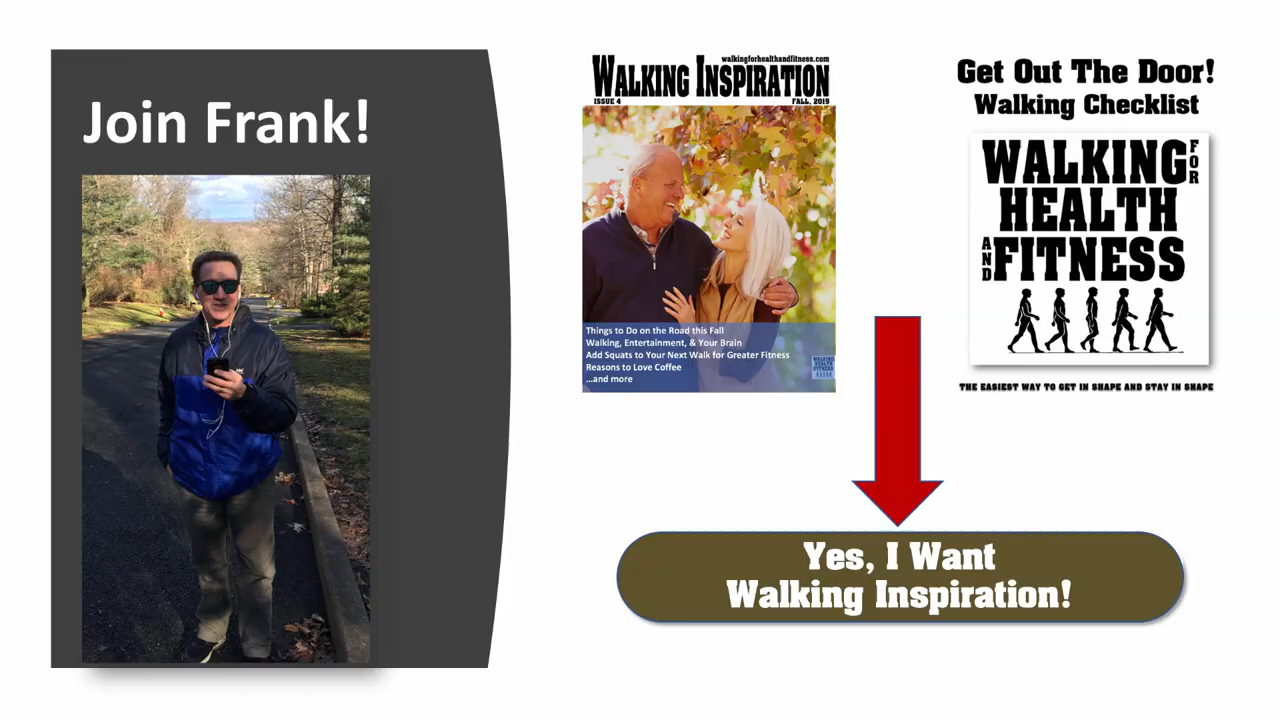 Join Frank!
walkingforhealthandfitness.com
WALKING INSPIRATION
ISSUE 4 FALL, 2019
Things to Do on the Road this Fall
Walking, Entertainment, & Your Brain
Add Squats to Your Next Walk for Greater Fitness
Reasons to Love Coffee
...and more
WALKING
HEALTH
FITNESS
Get Out The Door!
Walking Checklist
WALKING FOR
HEALTH
AND FITNESS
THE EASIEST WAY TO GET IN SHAPE AND STAY IN SHAPE
Yes, I Want
Walking Inspiration!